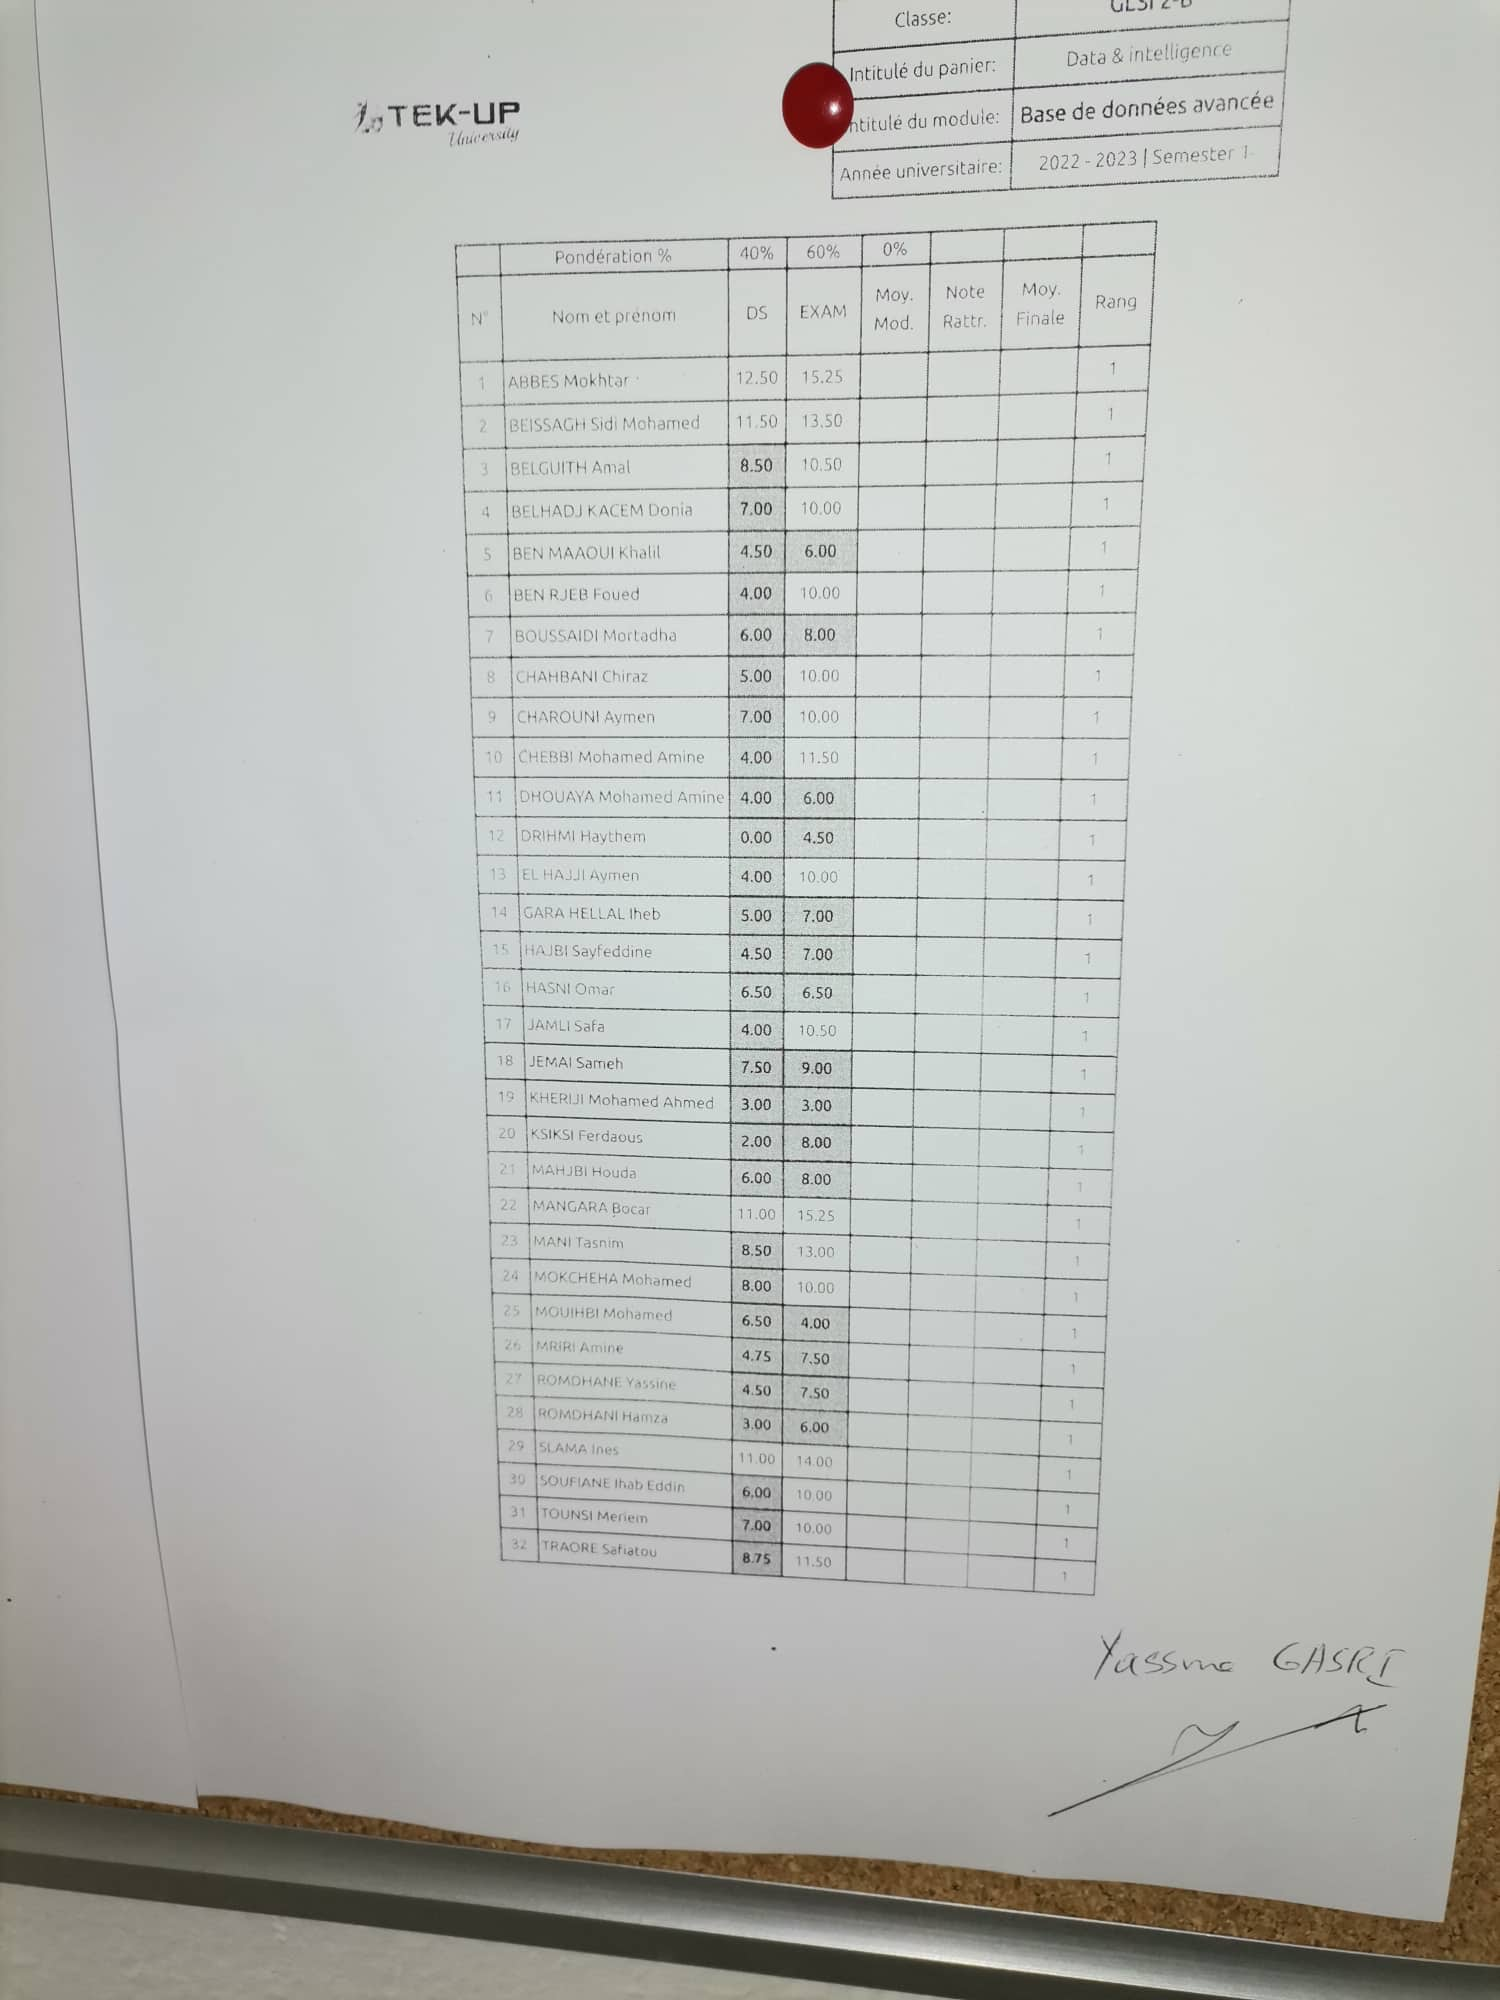 Classe: GLSI 2-B
Intitulé du panier: Data & intelligence
TEK-UP
University
ntitulé du module: Base de données avancée
Année universitaire: 2022 - 2023 | Semester 1
Pondération % 40% 60% 0%
N° Nom et prénom DS EXAM Moy. Mod. Note Rattr. Moy. Finale Rang
1 ABBES Mokhtar 12.50 15.25 1
2 BEISSAGH Sidi Mohamed 11.50 13.50 1
3 BELGUITH Amal 8.50 10.50 1
4 BELHADJ KACEM Donia 7.00 10.00 1
5 BEN MAAOUI Khalil 4.50 6.00 1
6 BEN RJEB Foued 4.00 10.00 1
7 BOUSSAIDI Mortadha 6.00 8.00 1
8 CHAHBANI Chiraz 5.00 10.00 1
9 CHAROUNI Aymen 7.00 10.00 1
10 CHEBBI Mohamed Amine 4.00 11.50 1
11 DHOUAYA Mohamed Amine 4.00 6.00 1
12 DRIHMI Haythem 0.00 4.50 1
13 EL HAJJI Aymen 4.00 10.00 1
14 GARA HELLAL Iheb 5.00 7.00 1
15 HAJBI Sayfeddine 4.50 7.00 1
16 HASNI Omar 6.50 6.50 1
17 JAMLI Safa 4.00 10.50 1
18 JEMAI Sameh 7.50 9.00 1
19 KHERIJI Mohamed Ahmed 3.00 3.00 1
20 KSIKSI Ferdaous 2.00 8.00 1
21 MAHJBI Houda 6.00 8.00 1
22 MANGARA Bocar 11.00 15.25 1
23 MANI Tasnim 8.50 13.00 1
24 MOKCHEHA Mohamed 8.00 10.00 1
25 MOUIHBI Mohamed 6.50 4.00 1
26 MRIRI Amine 4.75 7.50 1
27 ROMDHANE Yassine 4.50 7.50 1
28 ROMDHANI Hamza 3.00 6.00 1
29 SLAMA Ines 11.00 14.00 1
30 SOUFIANE Ihab Eddin 6.00 10.00 1
31 TOUNSI Meriem 7.00 10.00 1
32 TRAORE Safiatou 8.75 11.50 1
Yassine GASRI